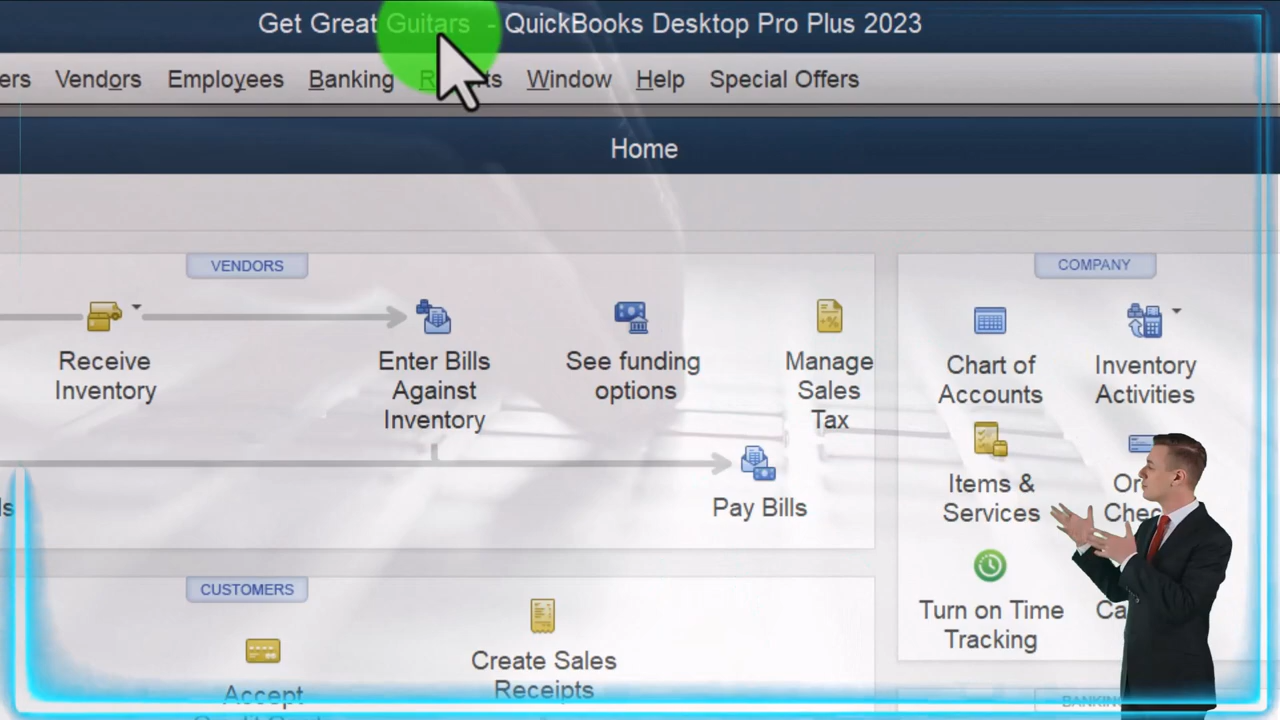 Get Great Guitars - QuickBooks Desktop Pro Plus 2023
Vendors Employees Banking Window Help Special Offers
Home
VENDORS
COMPANY
Receive Inventory
Enter Bills Against Inventory
See funding options
Manage Sales Tax
Chart of Accounts
Inventory Activities
Pay Bills
Items & Services
Turn on Time Tracking
CUSTOMERS
Accept
Create Sales Receipts